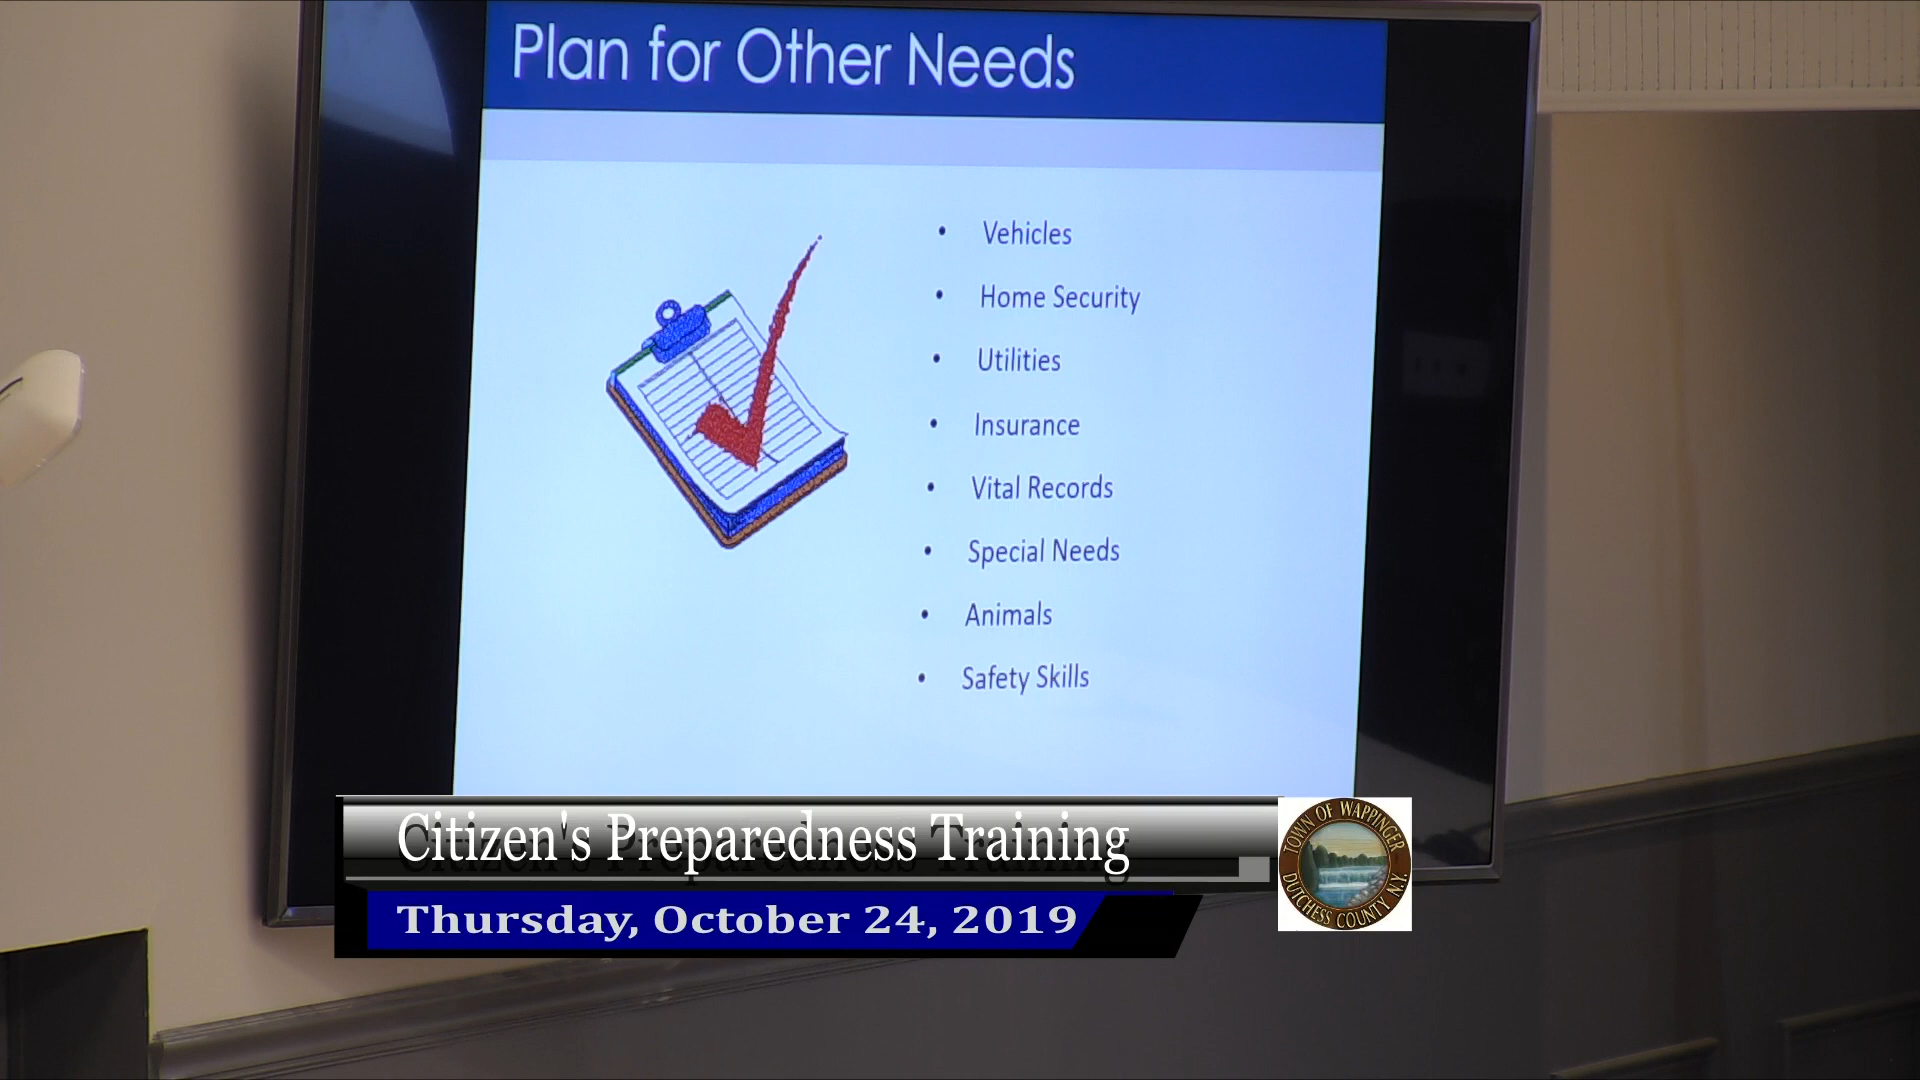 Plan for Other Needs
• Vehicles
• Home Security
• Utilities
• Insurance
• Vital Records
• Special Needs
• Animals
• Safety Skills
Citizen's Preparedness Training
Thursday, October 24, 2019
TOWN OF WAPPINGER
DUTCHESS COUNTY N.Y.